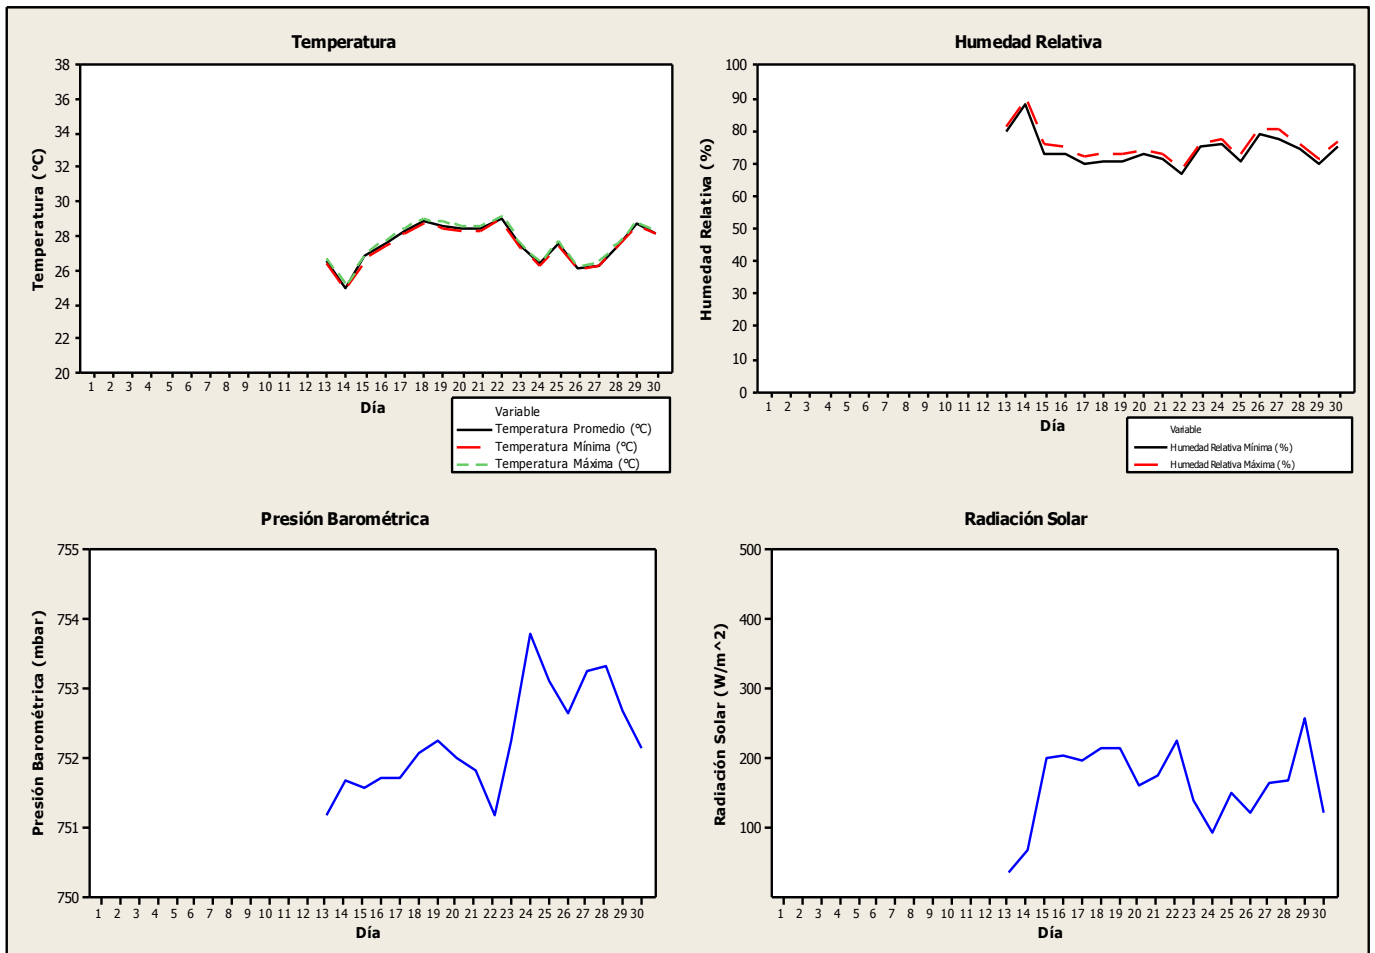 Temperatura
Temperatura (°C)
38
36
34
32
30
28
26
24
22
20
1 2 3 4 5 6 7 8 9 10 11 12 13 14 15 16 17 18 19 20 21 22 23 24 25 26 27 28 29 30
Día
Variable
Temperatura Promedio (°C)
Temperatura Mínima (°C)
Temperatura Máxima (°C)
Humedad Relativa
Humedad Relativa (%)
100
90
80
70
60
50
40
30
20
10
0
1 2 3 4 5 6 7 8 9 10 11 12 13 14 15 16 17 18 19 20 21 22 23 24 25 26 27 28 29 30
Día
Variable
Humedad Relativa Mínima (%)
Humedad Relativa Máxima (%)
Presión Barométrica
Presión Barométrica (mbar)
755
754
753
752
751
750
1 2 3 4 5 6 7 8 9 10 11 12 13 14 15 16 17 18 19 20 21 22 23 24 25 26 27 28 29 30
Día
Radiación Solar
Radiación Solar (W/m^2)
500
400
300
200
100
1 2 3 4 5 6 7 8 9 10 11 12 13 14 15 16 17 18 19 20 21 22 23 24 25 26 27 28 29 30
Día